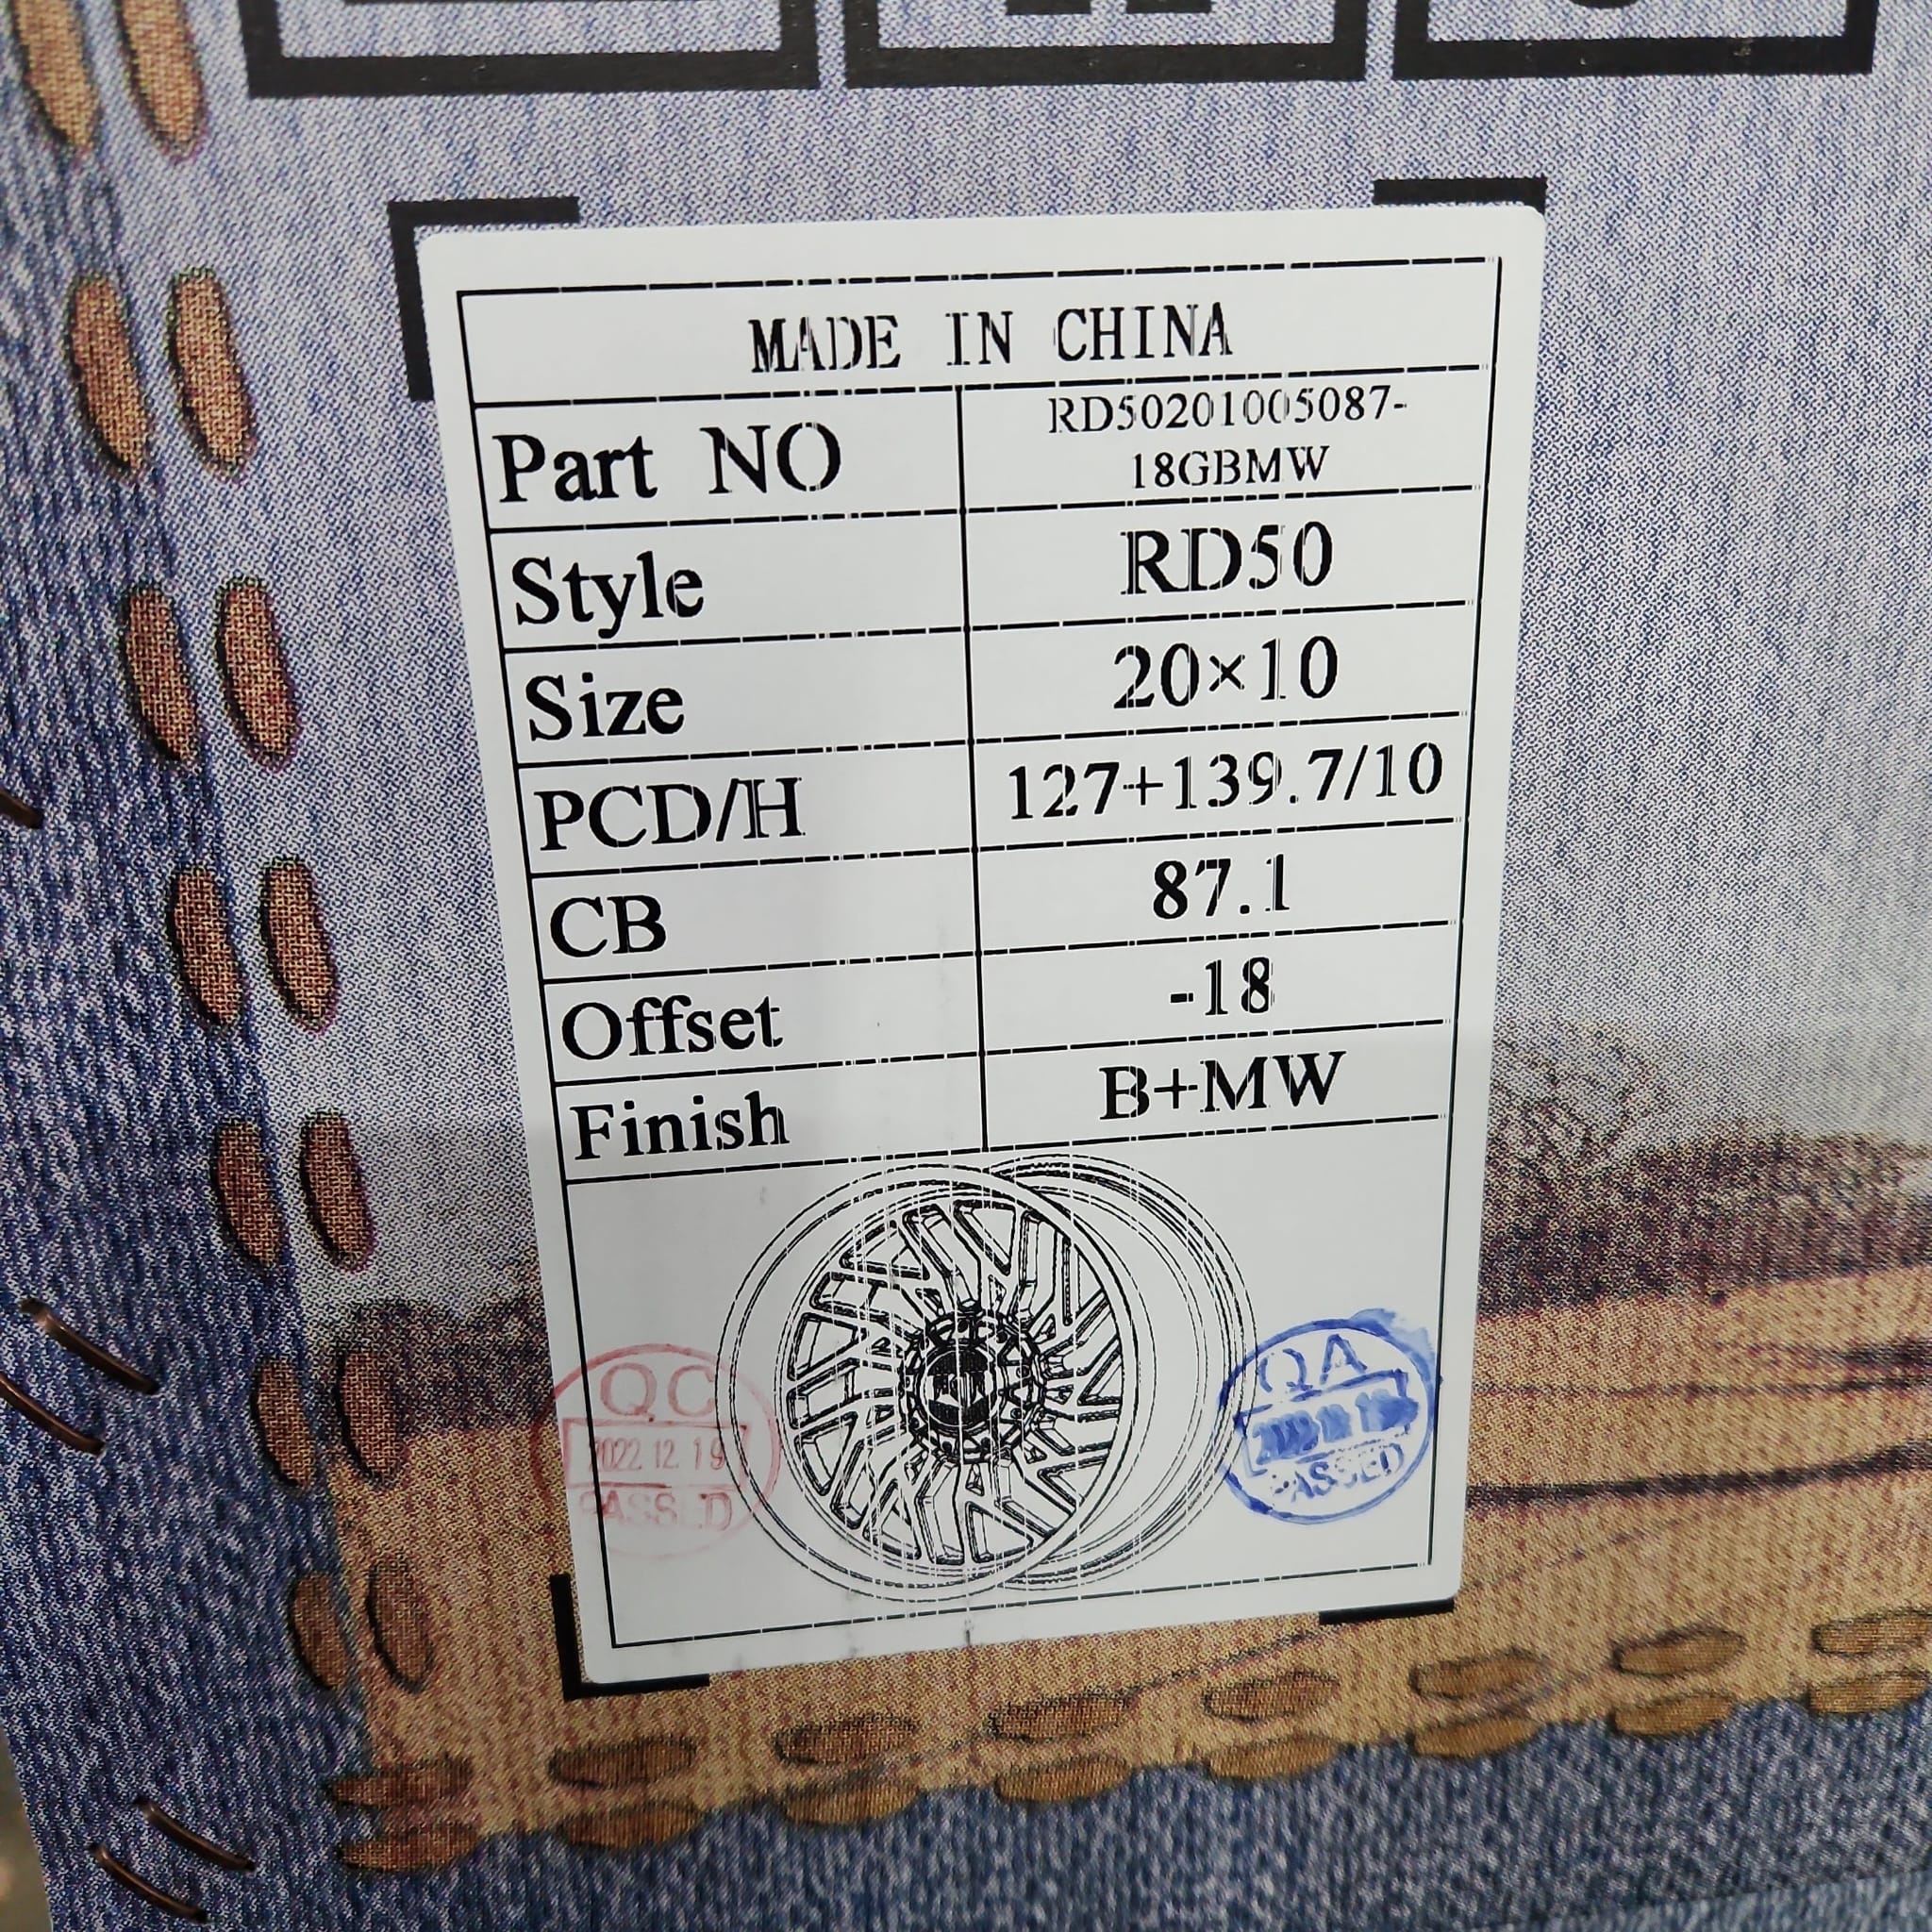 MADE IN CHINA
Part NO
RD50201005087-
18GBMW
Style RD50
Size 20×10
PCD/H 127+139.7/10
CB 87.1
Offset -18
Finish B+MW
QC
2022 12 19
PASSED
QA
PASSED